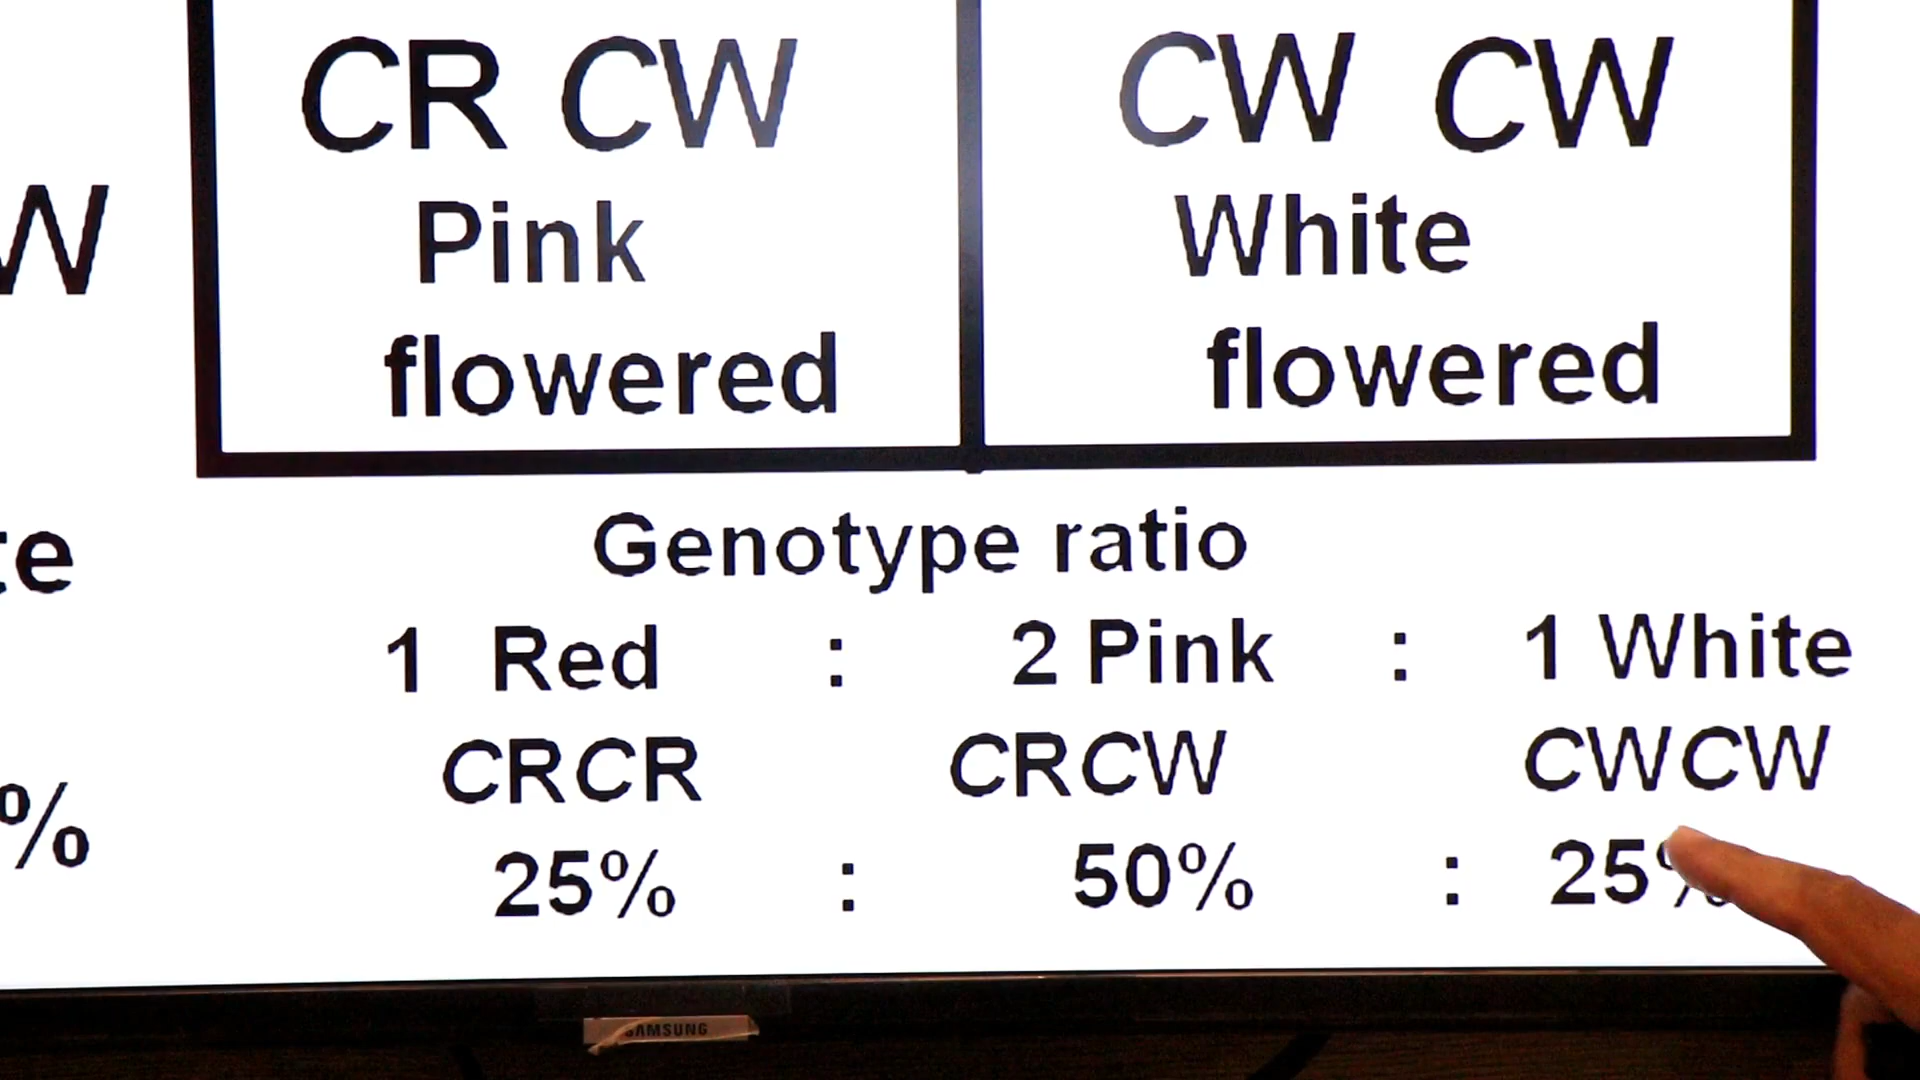 CR CW CW CW
Pink White
W
flowered flowered
Genotype ratio
te
1 Red : 2 Pink : 1 White
CRCR CRCW CWCW
%
25% : 50% : 25%
SAMSUNG